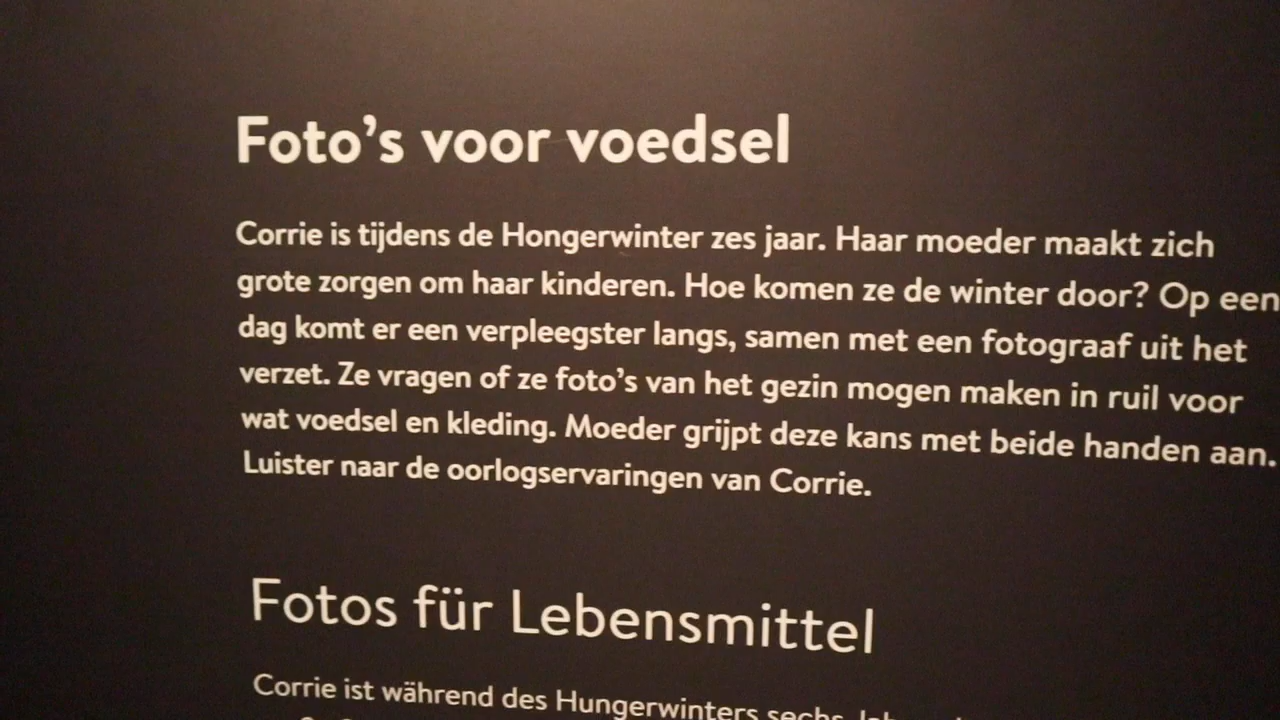 Foto's voor voedsel
Corrie is tijdens de Hongerwinter zes jaar. Haar moeder maakt zich
grote zorgen om haar kinderen. Hoe komen ze de winter door? Op een
dag komt er een verpleegster langs, samen met een fotograaf uit het
verzet. Ze vragen of ze foto's van het gezin mogen maken in ruil voor
wat voedsel en kleding. Moeder grijpt deze kans met beide handen aan.
Luister naar de oorlogservaringen van Corrie.
Fotos für Lebensmittel
Corrie ist während des Hungerwinters sechs